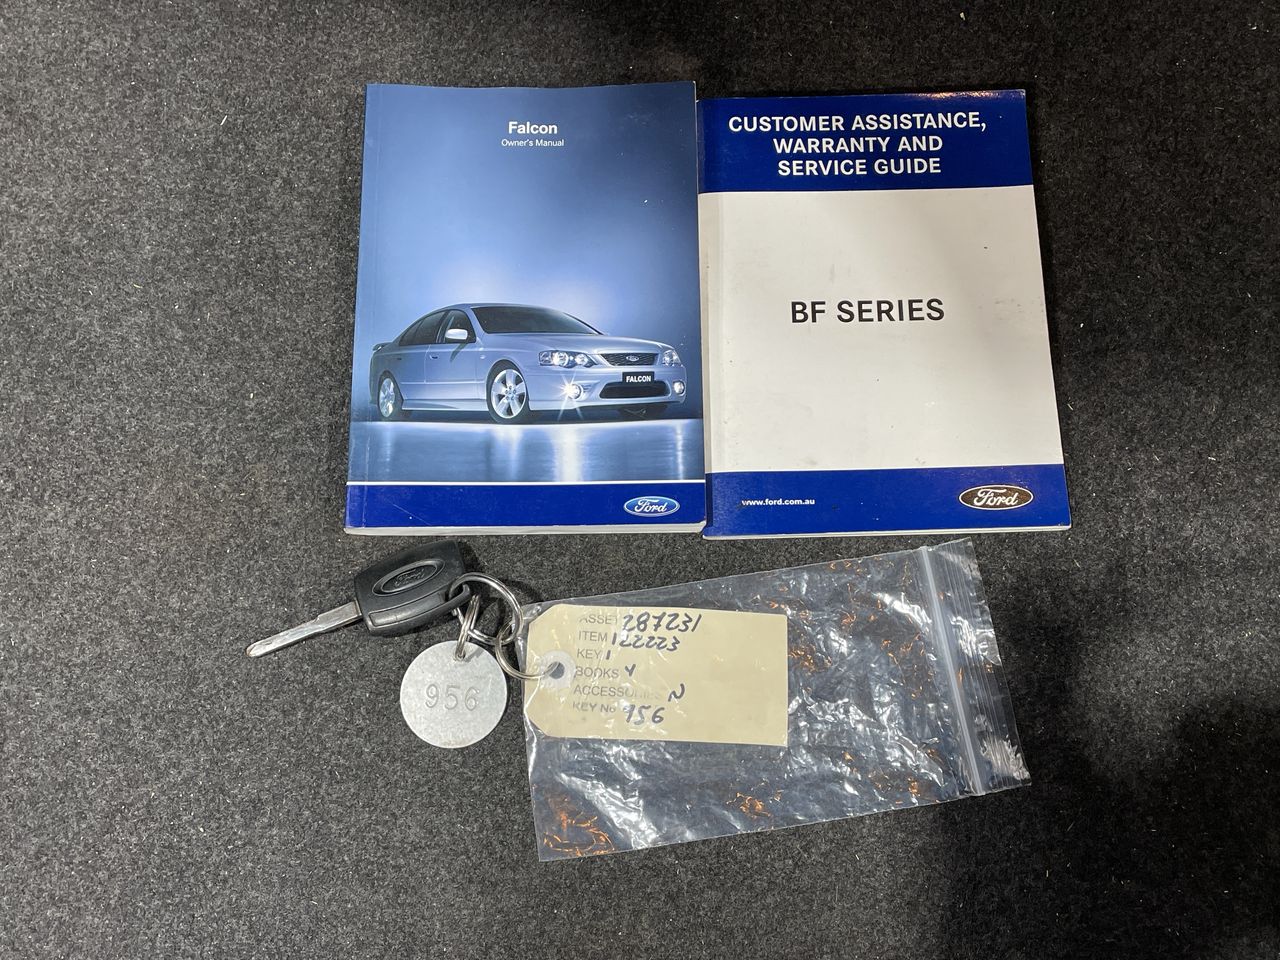 Falcon
Owner's Manual
FALCON
Ford
CUSTOMER ASSISTANCE,
WARRANTY AND
SERVICE GUIDE
BF SERIES
www.ford.com.au
Ford
Ford
956
ASSET 287231
ITEM 122223
KEY 1
BOOKS Y
ACCESSORIES N
KEY No 956